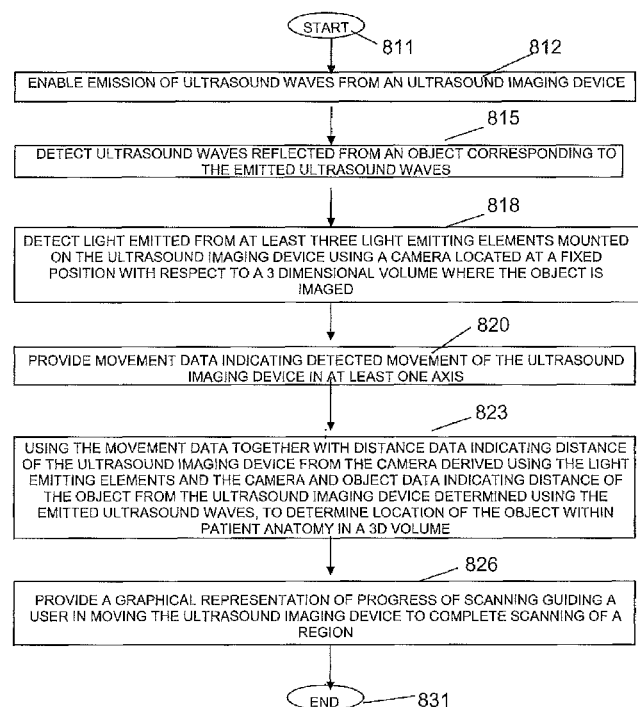 START
811
812
ENABLE EMISSION OF ULTRASOUND WAVES FROM AN ULTRASOUND IMAGING DEVICE
815
DETECT ULTRASOUND WAVES REFLECTED FROM AN OBJECT CORRESPONDING TO
THE EMITTED ULTRASOUND WAVES
818
DETECT LIGHT EMITTED FROM AT LEAST THREE LIGHT EMITTING ELEMENTS MOUNTED
ON THE ULTRASOUND IMAGING DEVICE USING A CAMERA LOCATED AT A FIXED
POSITION WITH RESPECT TO A 3 DIMENSIONAL VOLUME WHERE THE OBJECT IS
IMAGED
820
PROVIDE MOVEMENT DATA INDICATING DETECTED MOVEMENT OF THE ULTRASOUND
IMAGING DEVICE IN AT LEAST ONE AXIS
823
USING THE MOVEMENT DATA TOGETHER WITH DISTANCE DATA INDICATING DISTANCE
OF THE ULTRASOUND IMAGING DEVICE FROM THE CAMERA DERIVED USING THE LIGHT
EMITTING ELEMENTS AND THE CAMERA AND OBJECT DATA INDICATING DISTANCE OF
THE OBJECT FROM THE ULTRASOUND IMAGING DEVICE DETERMINED USING THE
EMITTED ULTRASOUND WAVES, TO DETERMINE LOCATION OF THE OBJECT WITHIN
PATIENT ANATOMY IN A 3D VOLUME
826
PROVIDE A GRAPHICAL REPRESENTATION OF PROGRESS OF SCANNING GUIDING A
USER IN MOVING THE ULTRASOUND IMAGING DEVICE TO COMPLETE SCANNING OF A
REGION
END
831